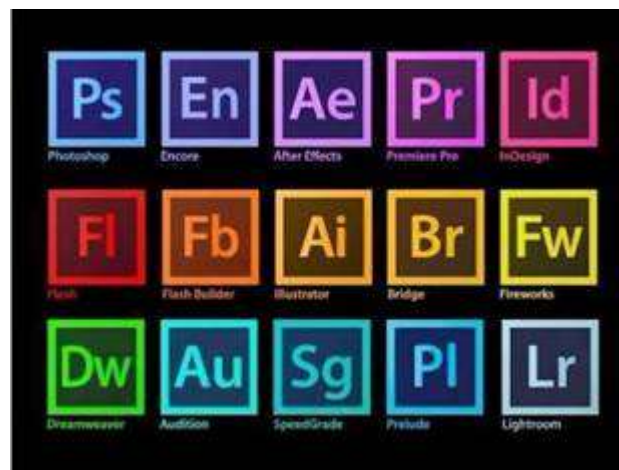 Ps En Ae Pr Id
Photoshop Encore After Effects Premiere Pro InDesign
Fl Fb Ai Br Fw
Flash Flash Builder Illustrator Bridge Fireworks
Dw Au Sg Pl Lr
Dreamweaver Audition SpeedGrade Prelude Lightroom